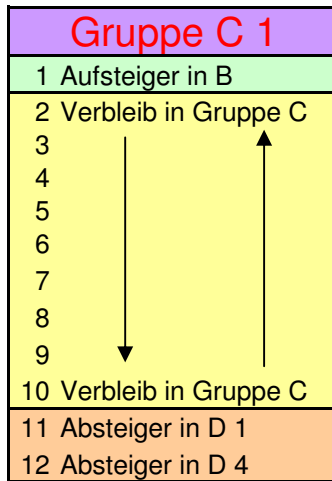 Gruppe C 1
1 Aufsteiger in B
2 Verbleib in Gruppe C
3
4
5
6
7
8
9
10 Verbleib in Gruppe C
11 Absteiger in D 1
12 Absteiger in D 4